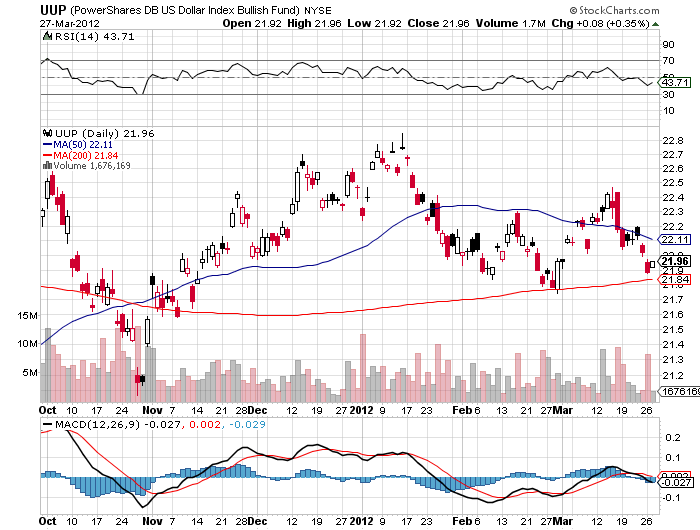 UUP (PowerShares DB US Dollar Index Bullish Fund) NYSE © StockCharts.com
27-Mar-2012 Open 21.92 High 21.96 Low 21.92 Close 21.96 Volume 1.7M Chg +0.08 (+0.35%)
RSI(14) 43.71
90
70
50
43.71
30
10
UUP (Daily) 21.96
MA(50) 22.11
MA(200) 21.84
Volume 1,676,169
22.8
22.7
22.6
22.5
22.4
22.3
22.2
22.11
21.96
21.9
21.84
21.8
21.7
21.6
21.5
21.4
21.3
21.2
21.1
15M
10M
5M
1676169
Oct 10 17 24 Nov 7 14 21 28 Dec 12 19 27 2012 9 17 23 Feb 6 13 21 27 Mar 12 19 26
MACD(12,26,9) -0.027, 0.002, -0.029
0.2
0.1
0.002
-0.027
-0.1
Oct 10 17 24 Nov 7 14 21 28 Dec 12 19 27 2012 9 17 23 Feb 6 13 21 27 Mar 12 19 26